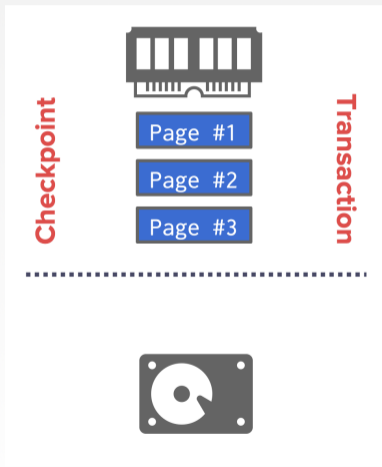 Checkpoint
Transaction
Page #1
Page #2
Page #3